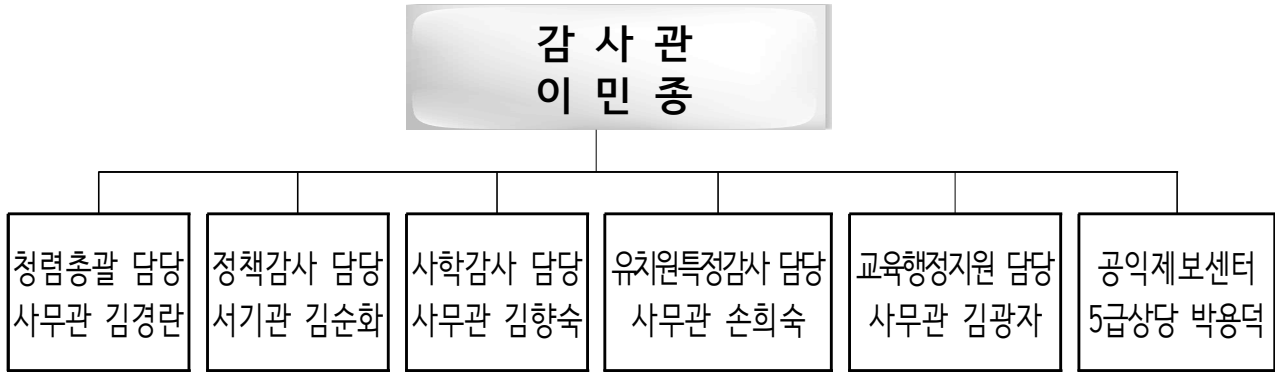 감 사 관
이 민 종
청렴총괄 담당
사무관 김경란
정책감사 담당
서기관 김순화
사학감사 담당
사무관 김향숙
유치원특정감사 담당
사무관 손희숙
교육행정지원 담당
사무관 김광자
공익제보센터
5급상당 박용덕